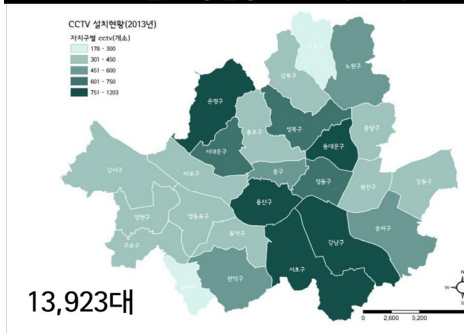 CCTV 설치현황(2013년)
자치구별 cctv(개소)
178 - 300
301 - 450
451 - 600
601 - 750
751 - 1203
노원구
강북구
은평구
종로구
성북구
중랑구
서대문구
동대문구
강서구
마포구
중구
성동구
광진구
강동구
용산구
양천구
영등포구
동작구
강남구
송파구
구로구
서초구
관악구
13,923대
N
0 2,600 5,200